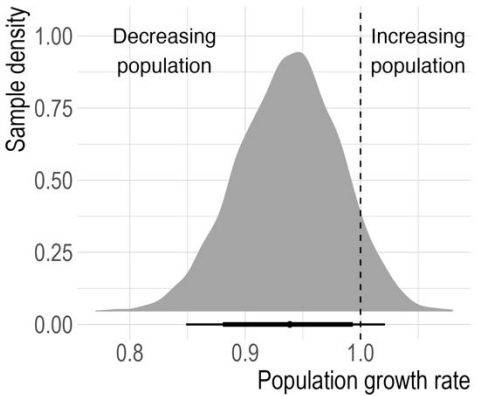 Sample density
1.00
0.75
0.50
0.25
0.00
Decreasing
population
Increasing
population
0.8
0.9
1.0
Population growth rate